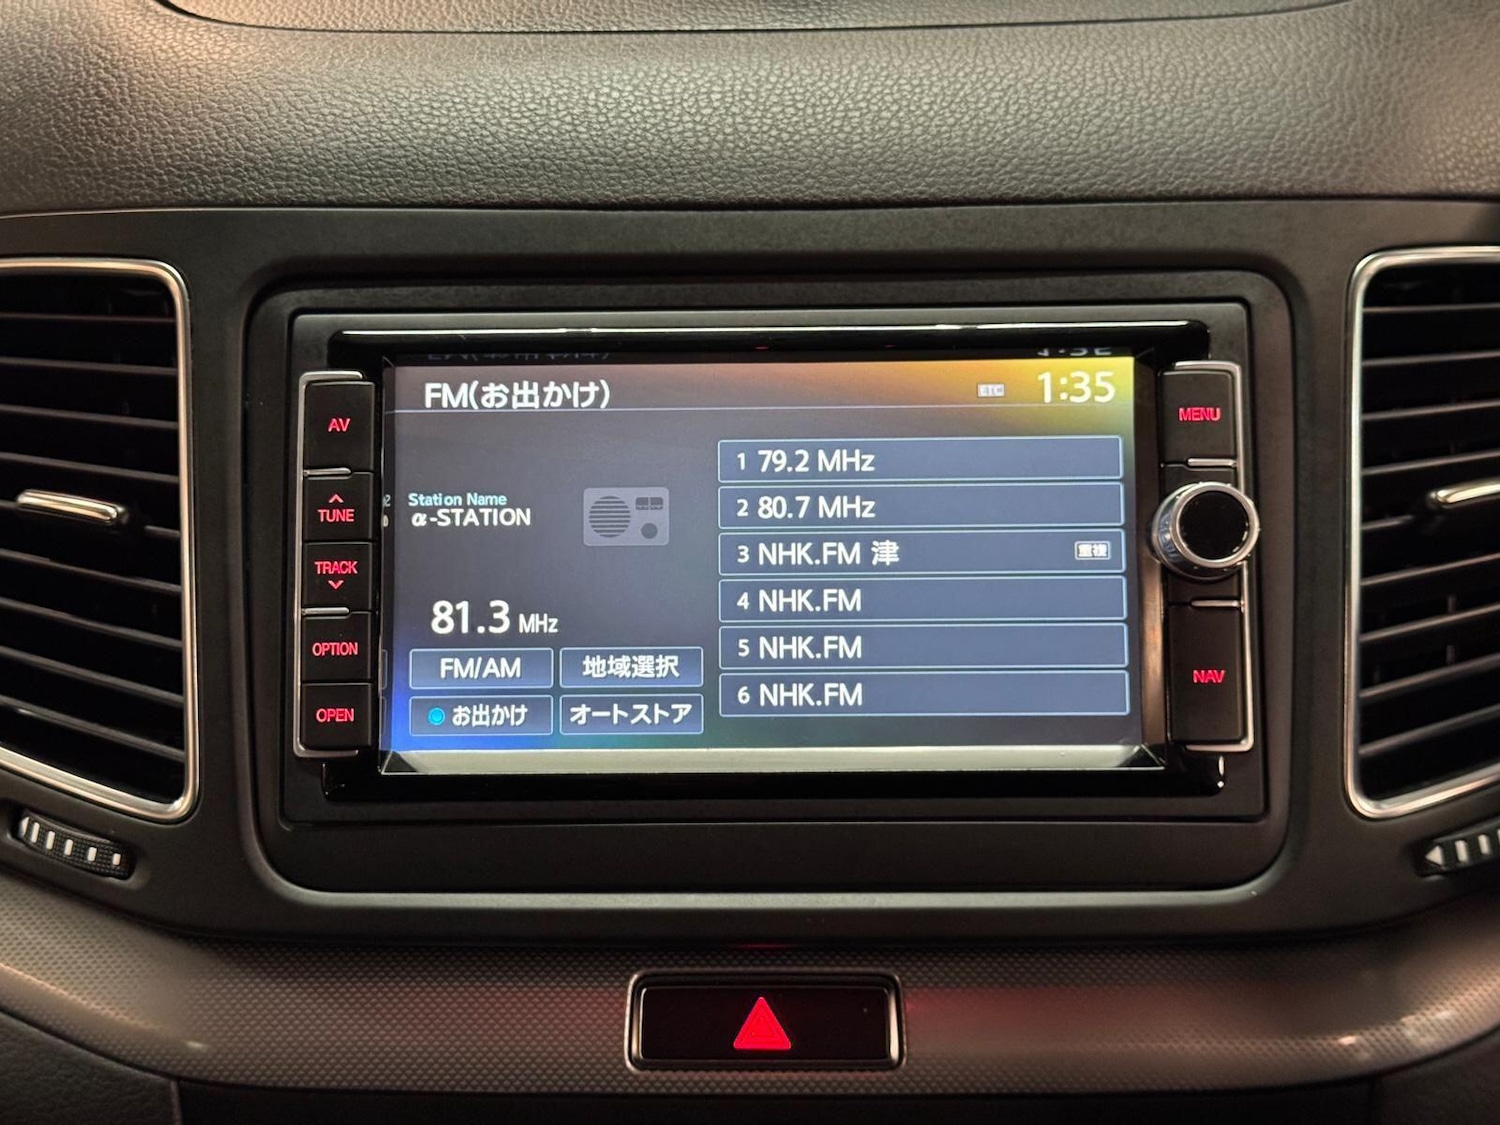 FM(お出かけ)
ETC
1:35
AV
TUNE
TRACK
OPTION
OPEN
Station Name
α-STATION
81.3 MHz
FM/AM
地域選択
お出かけ
オートストア
1 79.2 MHz
2 80.7 MHz
3 NHK.FM 津 重複
4 NHK.FM
5 NHK.FM
6 NHK.FM
MENU
NAV